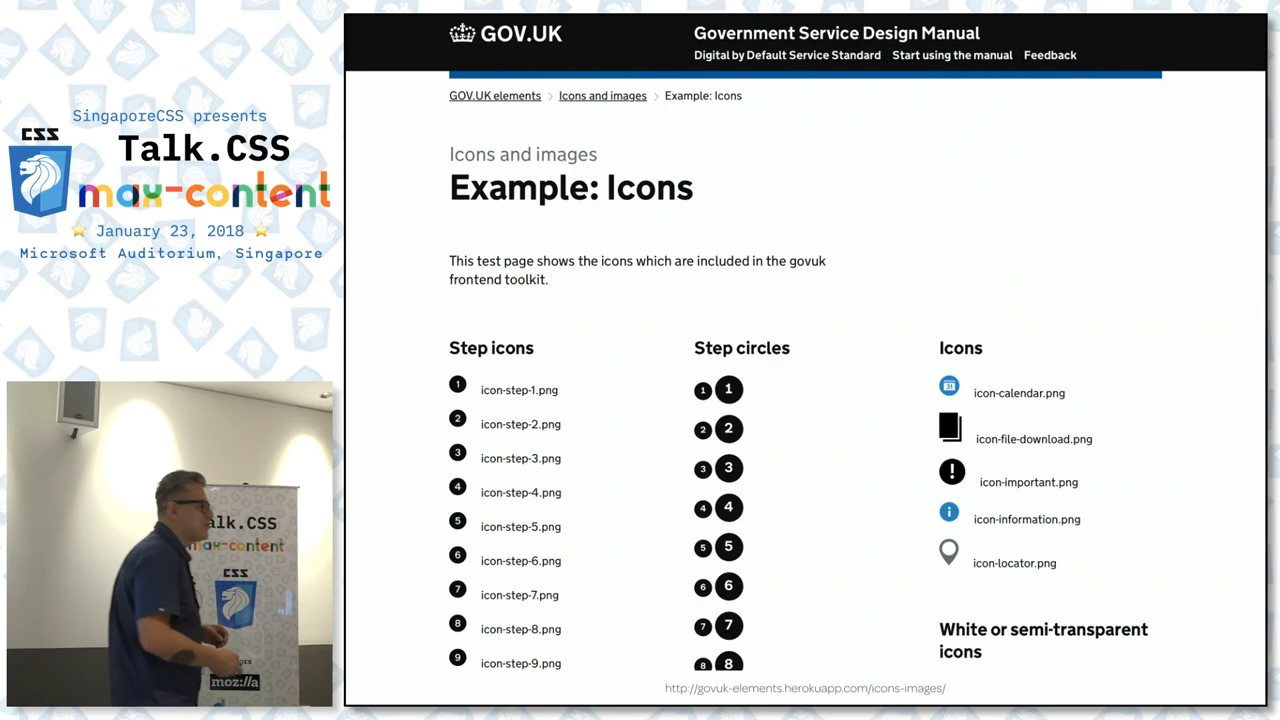 SingaporeCSS presents
CSS
Talk.CSS
max-content
January 23, 2018
Microsoft Auditorium, Singapore
GOV.UK
Government Service Design Manual
Digital by Default Service Standard Start using the manual Feedback
GOV.UK elements > Icons and images > Example: Icons
Icons and images
Example: Icons
This test page shows the icons which are included in the govuk
frontend toolkit.
Step icons
1 icon-step-1.png
2 icon-step-2.png
3 icon-step-3.png
4 icon-step-4.png
5 icon-step-5.png
6 icon-step-6.png
7 icon-step-7.png
8 icon-step-8.png
9 icon-step-9.png
Step circles
1 1
2 2
3 3
4 4
5 5
6 6
7 7
8 8
Icons
31 icon-calendar.png
icon-file-download.png
! icon-important.png
i icon-information.png
icon-locator.png
White or semi-transparent
icons
http://govuk-elements.herokuapp.com/icons-images/
alk.CSS
max-content
CSS
moz://a